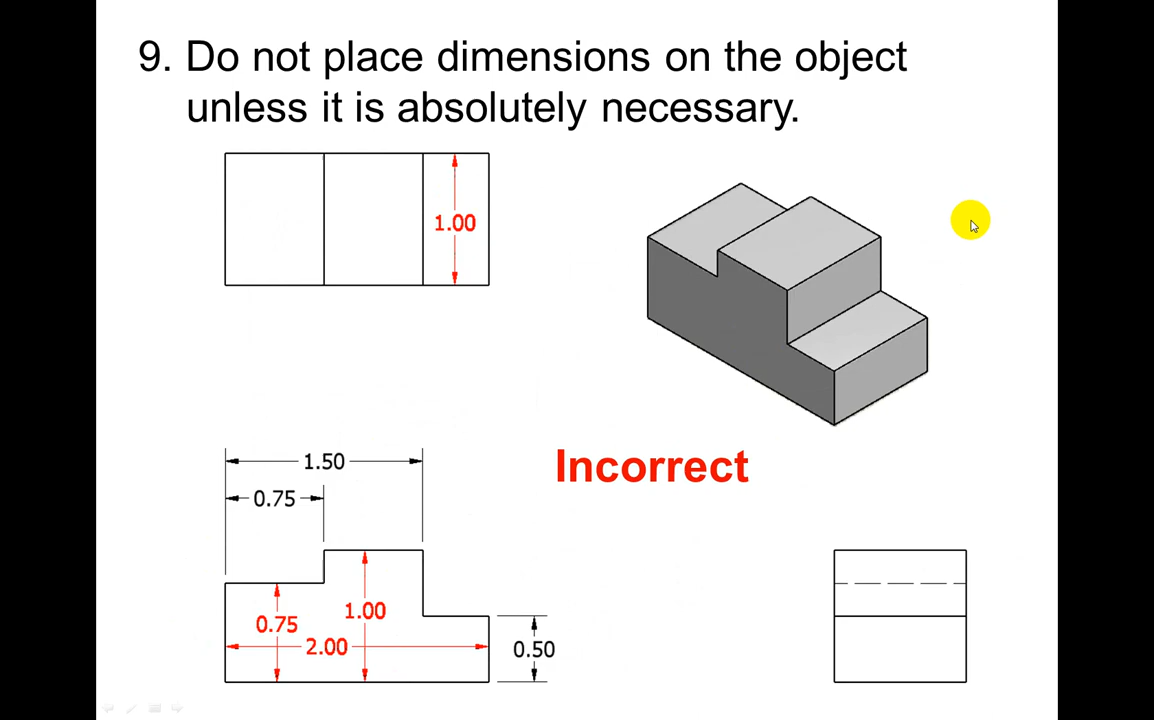 9. Do not place dimensions on the object
unless it is absolutely necessary.
1.00
1.50
Incorrect
0.75
1.00
0.75
2.00
0.50